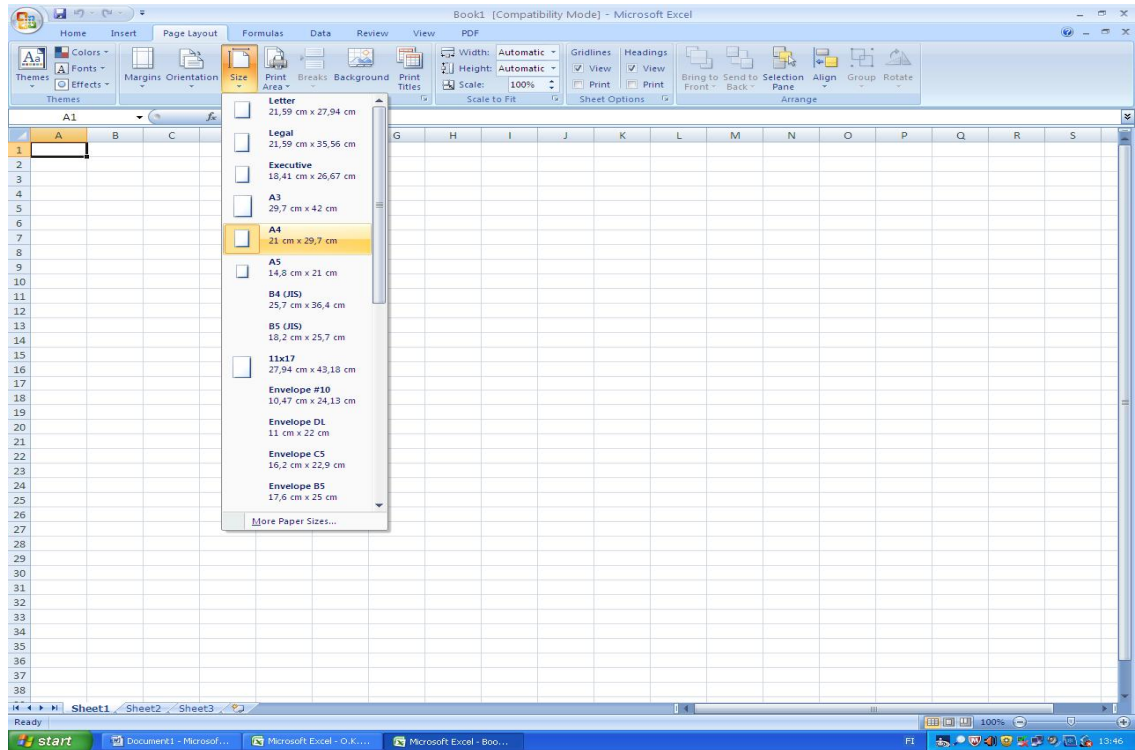 Book1 [Compatibility Mode] - Microsoft Excel
Home Insert Page Layout Formulas Data Review View PDF
Colors
Fonts
Effects
Themes
Themes
Margins Orientation Size Print Area Breaks Background Print Titles
Width: Automatic
Height: Automatic
Scale: 100%
Scale to Fit
Gridlines Headings
View View
Print Print
Sheet Options
Bring to Front Send to Back Selection Pane Align Group Rotate
Arrange
A1 fx
A B C G H I J K L M N O P Q R S
Letter
21,59 cm x 27,94 cm
Legal
21,59 cm x 35,56 cm
Executive
18,41 cm x 26,67 cm
A3
29,7 cm x 42 cm
A4
21 cm x 29,7 cm
A5
14,8 cm x 21 cm
B4 (JIS)
25,7 cm x 36,4 cm
B5 (JIS)
18,2 cm x 25,7 cm
11x17
27,94 cm x 43,18 cm
Envelope #10
10,47 cm x 24,13 cm
Envelope DL
11 cm x 22 cm
Envelope C5
16,2 cm x 22,9 cm
Envelope B5
17,6 cm x 25 cm
More Paper Sizes...
1
2
3
4
5
6
7
8
9
10
11
12
13
14
15
16
17
18
19
20
21
22
23
24
25
26
27
28
29
30
31
32
33
34
35
36
37
38
Sheet1 Sheet2 Sheet3
Ready 100%
start Document1 - Microsof... Microsoft Excel - O.K.... Microsoft Excel - Boo... FI 13:46